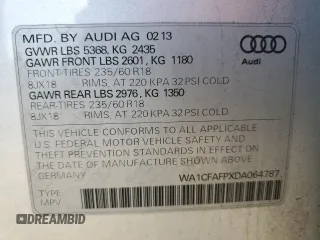 MFD. BY AUDI AG 02 13
GVWR LBS 5368, KG 2435
GAWR FRONT LBS 2601, KG 1180
FRONT-TIRES 235/60 R18
8JX18 RIMS, AT 220 KPA 32 PSI COLD
GAWR REAR LBS 2976, KG 1350
REAR-TIRES 235/60 R18
8JX18 RIMS, AT 220 KPA 32 PSI COLD
Audi
THIS VEHICLE CONFORMS TO ALL APPLICABLE
U.S. FEDERAL MOTOR VEHICLE SAFETY
AND THEFT PREVENTION STANDARDS IN EFFECT ON
THE DATE OF MANUFACTURE SHOWN ABOVE.
GERMANY WA1CFAFPXDA064787
TYPE:
MPV
DREAMBID